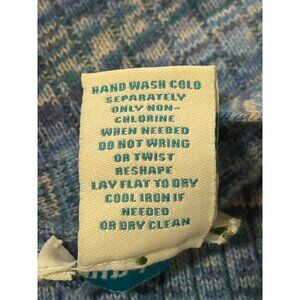 HAND WASH COLD
SEPARATELY
ONLY NON-
CHLORINE
WHEN NEEDED
DO NOT WRING
OR TWIST
RESHAPE
LAY FLAT TO DRY
COOL IRON IF
NEEDED
OR DRY CLEAN